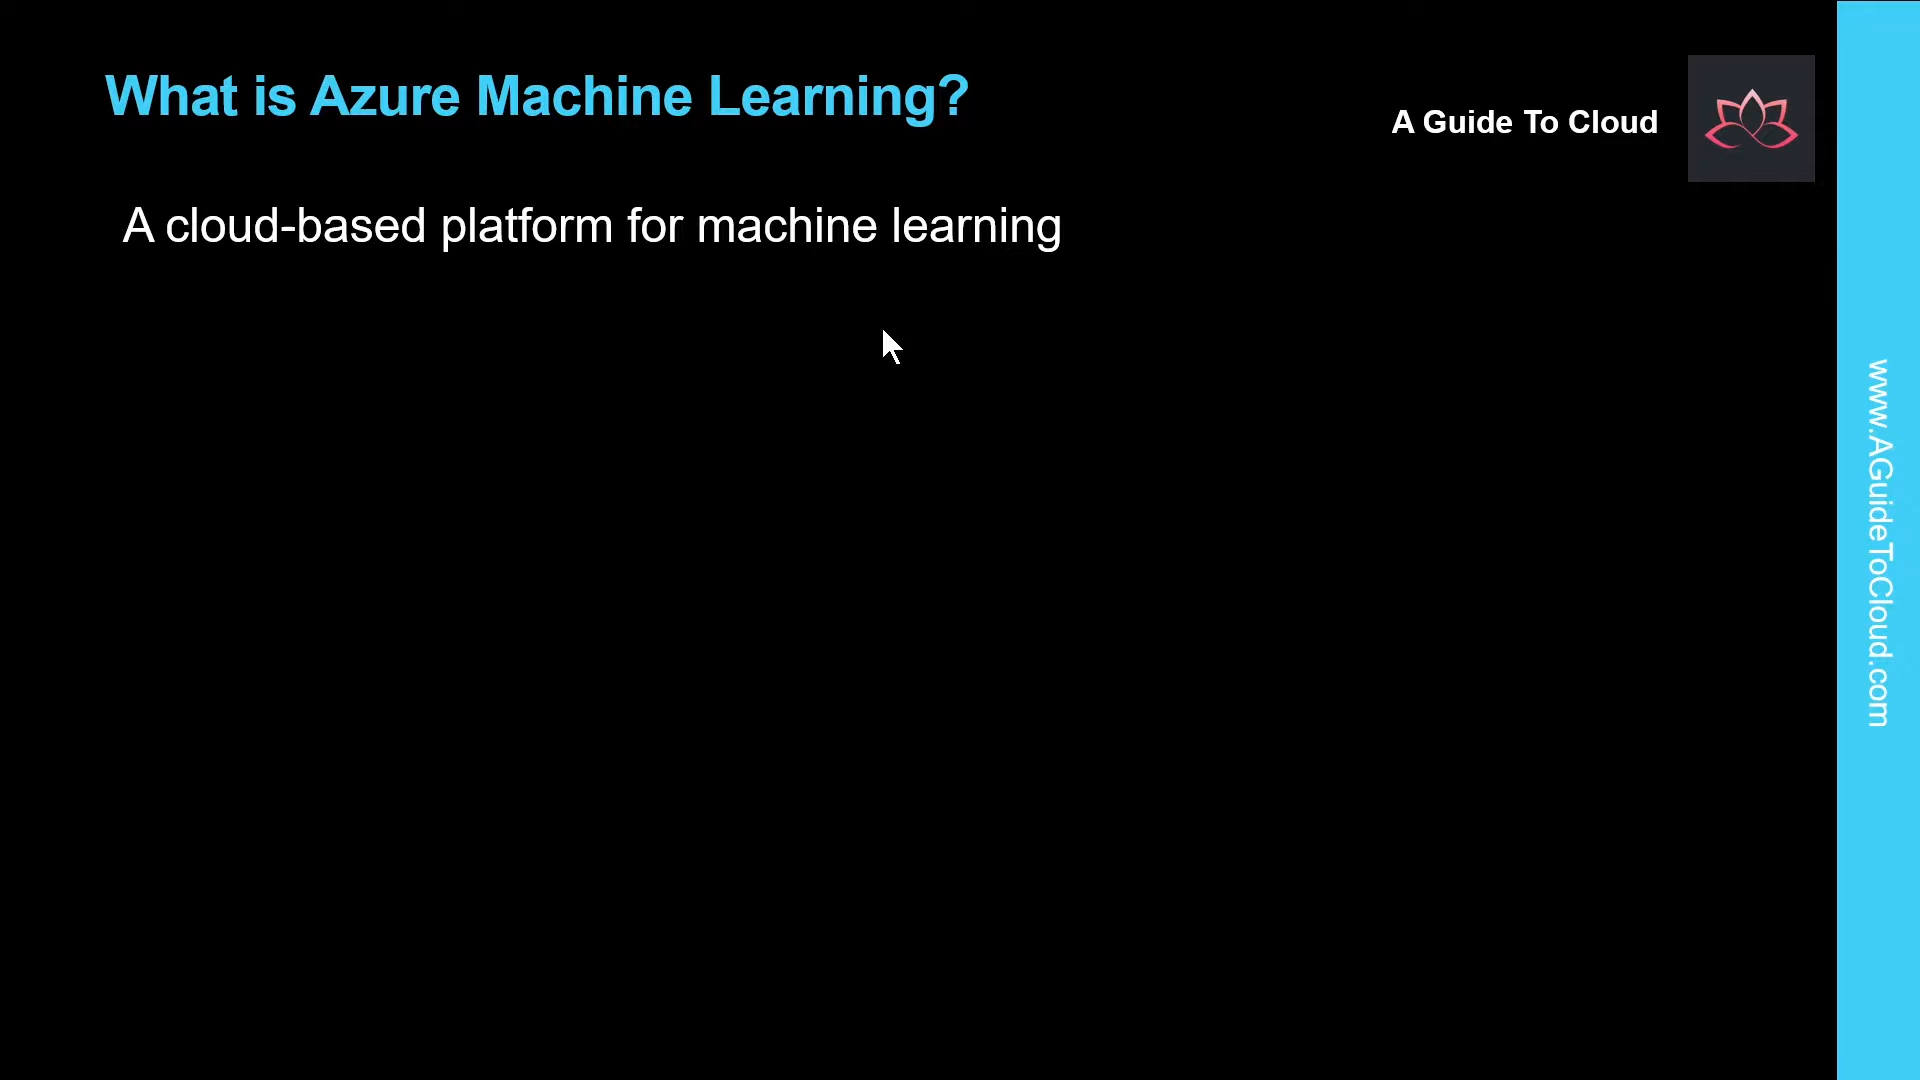 What is Azure Machine Learning?
A Guide To Cloud
A cloud-based platform for machine learning
www.AGuideToCloud.com